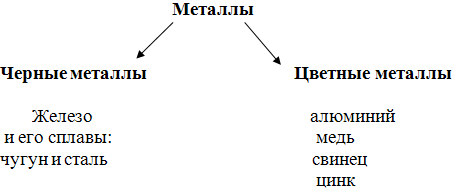 Металлы
Черные металлы
Цветные металлы
Железо
и его сплавы:
чугун и сталь
алюминий
медь
свинец
цинк